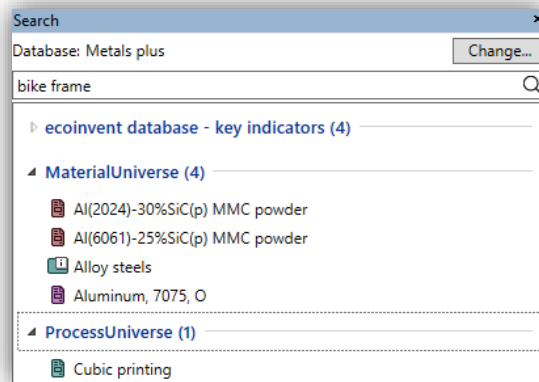 Search
Database: Metals plus
Change...
bike frame
ecoinvent database - key indicators (4)
MaterialUniverse (4)
Al(2024)-30%SiC(p) MMC powder
Al(6061)-25%SiC(p) MMC powder
Alloy steels
Aluminum, 7075, O
ProcessUniverse (1)
Cubic printing